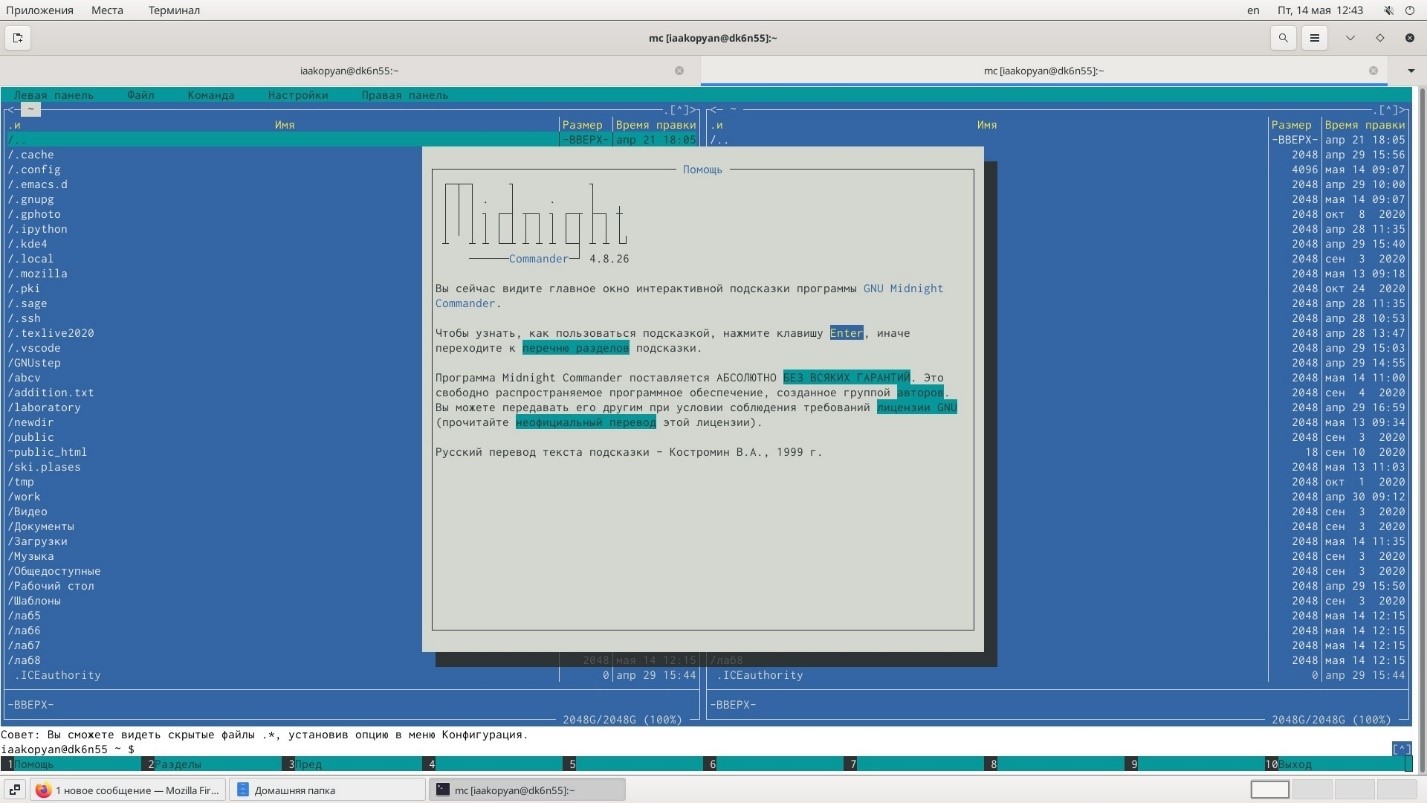 Приложения Места Терминал en Пт, 14 мая 12:43
mc [iaakopyan@dk6n55]:~
iaakopyan@dk6n55:~ mc [iaakopyan@dk6n55]:~
Левая панель Файл Команда Настройки Правая панель
<─ ~ .[^]> <─ ~ .[^]>
.и Имя Размер Время правки .и Имя Размер Время правки
/.. -ВВЕРХ- апр 21 18:05 /.. -ВВЕРХ- апр 21 18:05
/.cache 2048 апр 29 15:56
/.config 4096 мая 14 09:07
/.emacs.d 2048 апр 29 10:00
/.gnupg 2048 мая 14 09:07
/.gphoto 2048 окт 8 2020
/.ipython 2048 апр 28 11:35
/.kde4 2048 апр 29 15:40
/.local 2048 сен 3 2020
/.mozilla 2048 мая 13 09:18
/.pki 2048 окт 24 2020
/.sage 2048 апр 28 11:35
/.ssh 2048 апр 28 10:53
/.texlive2020 2048 апр 28 13:47
/.vscode 2048 апр 29 15:03
/GNUstep 2048 апр 29 14:55
/abcv 2048 мая 14 11:00
/addition.txt 2048 сен 4 2020
/laboratory 2048 апр 29 16:59
/newdir 2048 мая 13 09:34
/public 2048 сен 3 2020
~public_html 18 сен 10 2020
/ski.plases 2048 мая 13 11:03
/tmp 2048 окт 1 2020
/work 2048 апр 30 09:12
/Видео 2048 сен 3 2020
/Документы 2048 сен 3 2020
/Загрузки 2048 мая 14 11:35
/Музыка 2048 сен 3 2020
/Общедоступные 2048 сен 3 2020
/Рабочий стол 2048 апр 29 15:50
/Шаблоны 2048 сен 3 2020
/лаб5 2048 мая 14 12:15
/лаб6 2048 мая 14 12:15
/лаб7 2048 мая 14 12:15
/лаб8 2048 мая 14 12:15 /лаб8 2048 мая 14 12:15
.ICEauthority 0 апр 29 15:44 .ICEauthority 0 апр 29 15:44
-ВВЕРХ- -ВВЕРХ-
2048G/2048G (100%) 2048G/2048G (100%)
Помощь
Midnight
Commander 4.8.26
Вы сейчас видите главное окно интерактивной подсказки программы GNU Midnight
Commander.
Чтобы узнать, как пользоваться подсказкой, нажмите клавишу Enter, иначе
переходите к перечню разделов подсказки.
Программа Midnight Commander поставляется АБСОЛЮТНО БЕЗ ВСЯКИХ ГАРАНТИЙ. Это
свободно распространяемое программное обеспечение, созданное группой авторов.
Вы можете передавать его другим при условии соблюдения требований лицензии GNU
(прочитайте неофициальный перевод этой лицензии).
Русский перевод текста подсказки - Костромин В.А., 1999 г.
Совет: Вы сможете видеть скрытые файлы .*, установив опцию в меню Конфигурация.
iaakopyan@dk6n55 ~ $ [^]
1Помощь 2Разделы 3Пред 4 5 6 7 8 9 10Выход
1 новое сообщение — Mozilla Fir... Домашняя папка mc [iaakopyan@dk6n55]:~